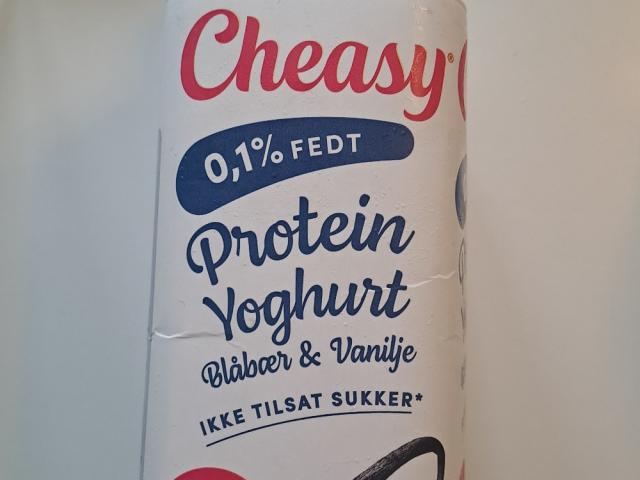 Cheasy®
0,1% FEDT
Protein
Yoghurt
Blåbær & Vanilje
IKKE TILSAT SUKKER*